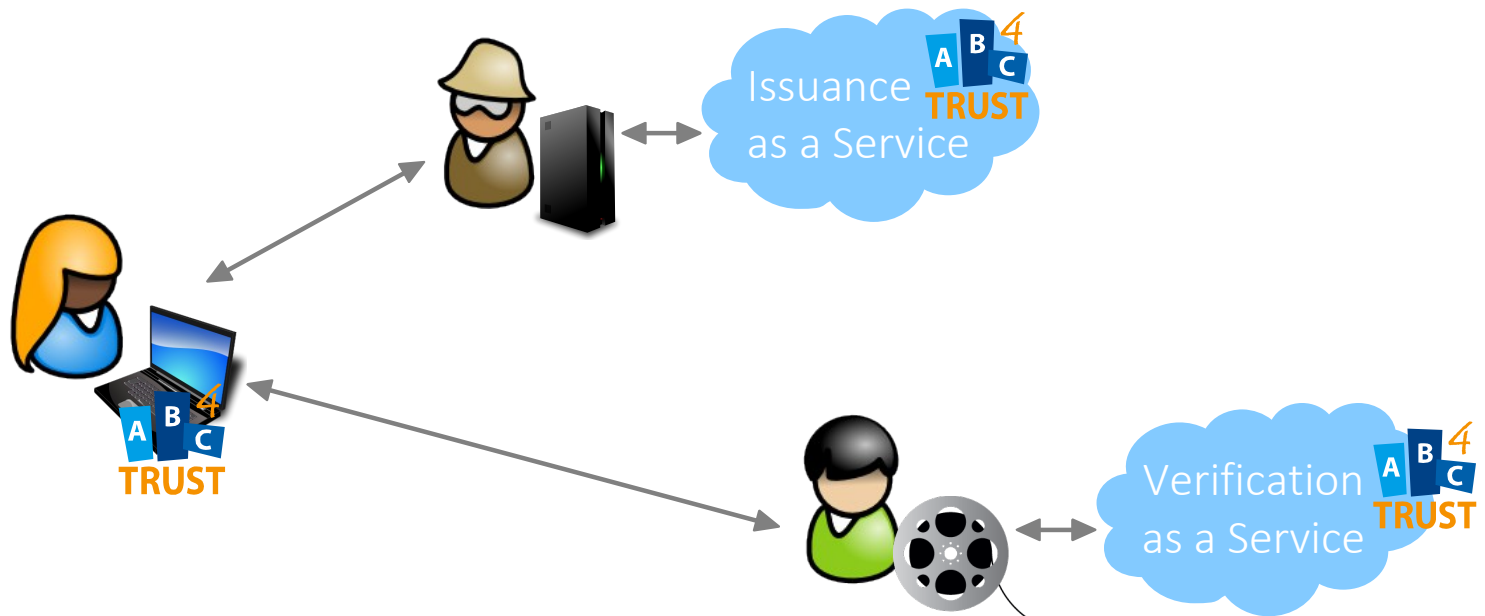 Issuance
as a Service
A B C 4
TRUST
A B C 4
TRUST
Verification
as a Service
A B C 4
TRUST